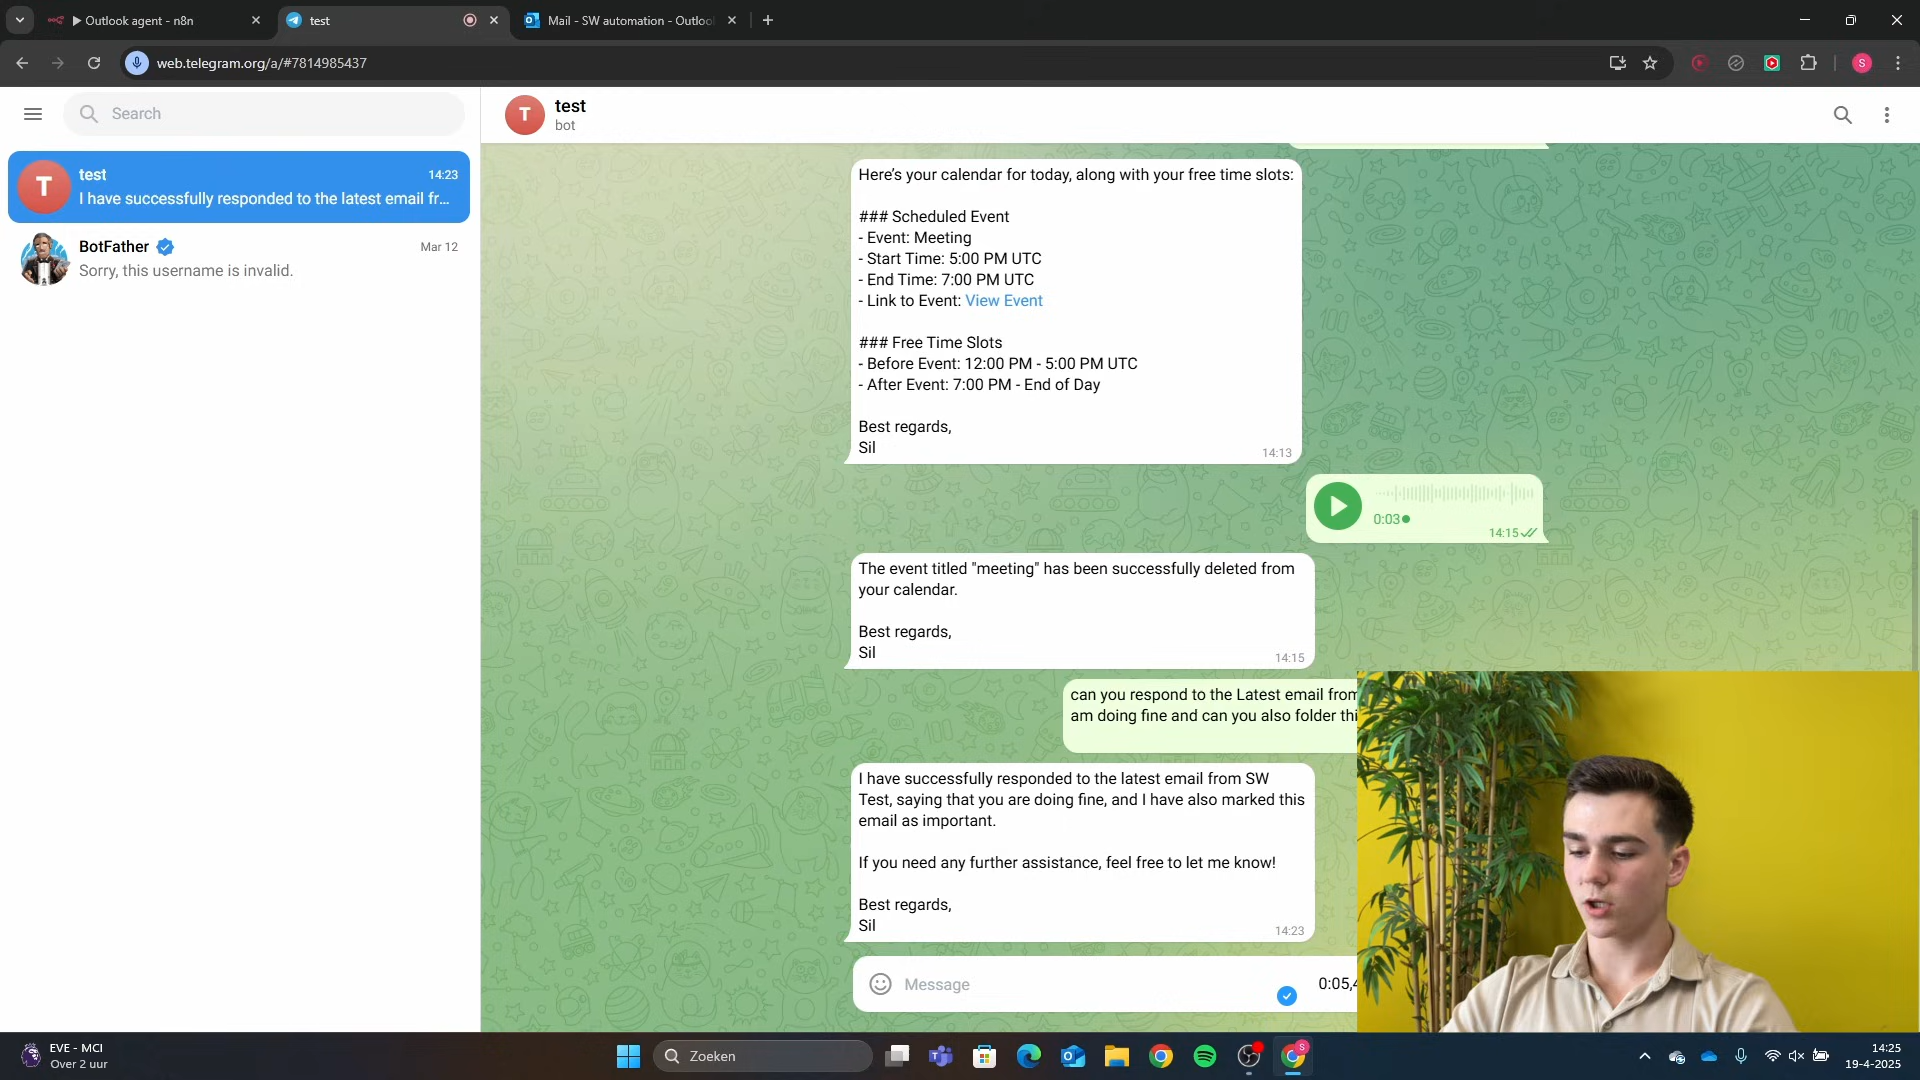 Outlook agent - n8n
test
Mail - SW automation - Outloo
web.telegram.org/a/#7814985437
S
Search
T
test
bot
T
test
14:23
I have successfully responded to the latest email fr...
BotFather
Mar 12
Sorry, this username is invalid.
Here's your calendar for today, along with your free time slots:
### Scheduled Event
- Event: Meeting
- Start Time: 5:00 PM UTC
- End Time: 7:00 PM UTC
- Link to Event: View Event
### Free Time Slots
- Before Event: 12:00 PM - 5:00 PM UTC
- After Event: 7:00 PM - End of Day
Best regards,
Sil
14:13
0:03
14:15
The event titled "meeting" has been successfully deleted from
your calendar.
Best regards,
Sil
14:15
can you respond to the Latest email from
am doing fine and can you also folder thi
I have successfully responded to the latest email from SW
Test, saying that you are doing fine, and I have also marked this
email as important.
If you need any further assistance, feel free to let me know!
Best regards,
Sil
14:23
Message
0:05,4
EVE - MCI
Over 2 uur
Zoeken
S
14:25
19-4-2025